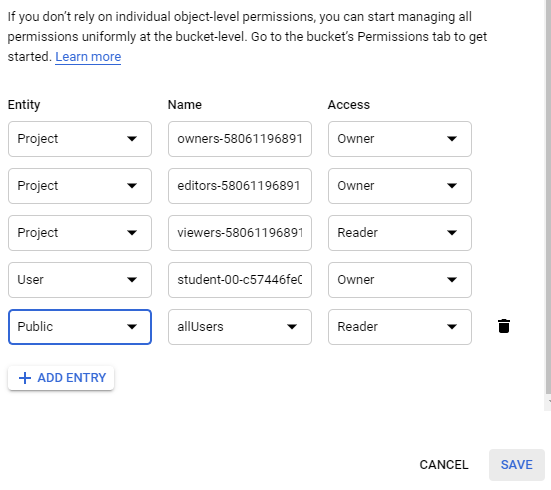 If you don't rely on individual object-level permissions, you can start managing all
permissions uniformly at the bucket-level. Go to the bucket's Permissions tab to get
started. Learn more
Entity Name Access
Project owners-58061196891 Owner
Project editors-58061196891 Owner
Project viewers-58061196891 Reader
User student-00-c57446fe0 Owner
Public allUsers Reader
+ ADD ENTRY
CANCEL SAVE